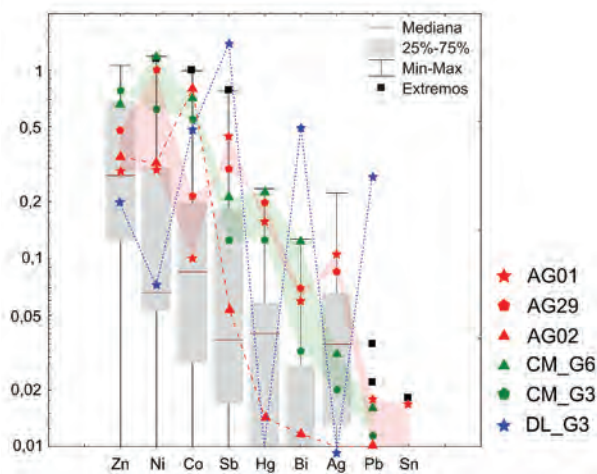 Mediana
25%-75%
Min-Max
Extremos
1
0,5
0,2
0,1
0,05
0,02
0,01
Zn Ni Co Sb Hg Bi Ag Pb Sn
AG01
AG29
AG02
CM_G6
CM_G3
DL_G3